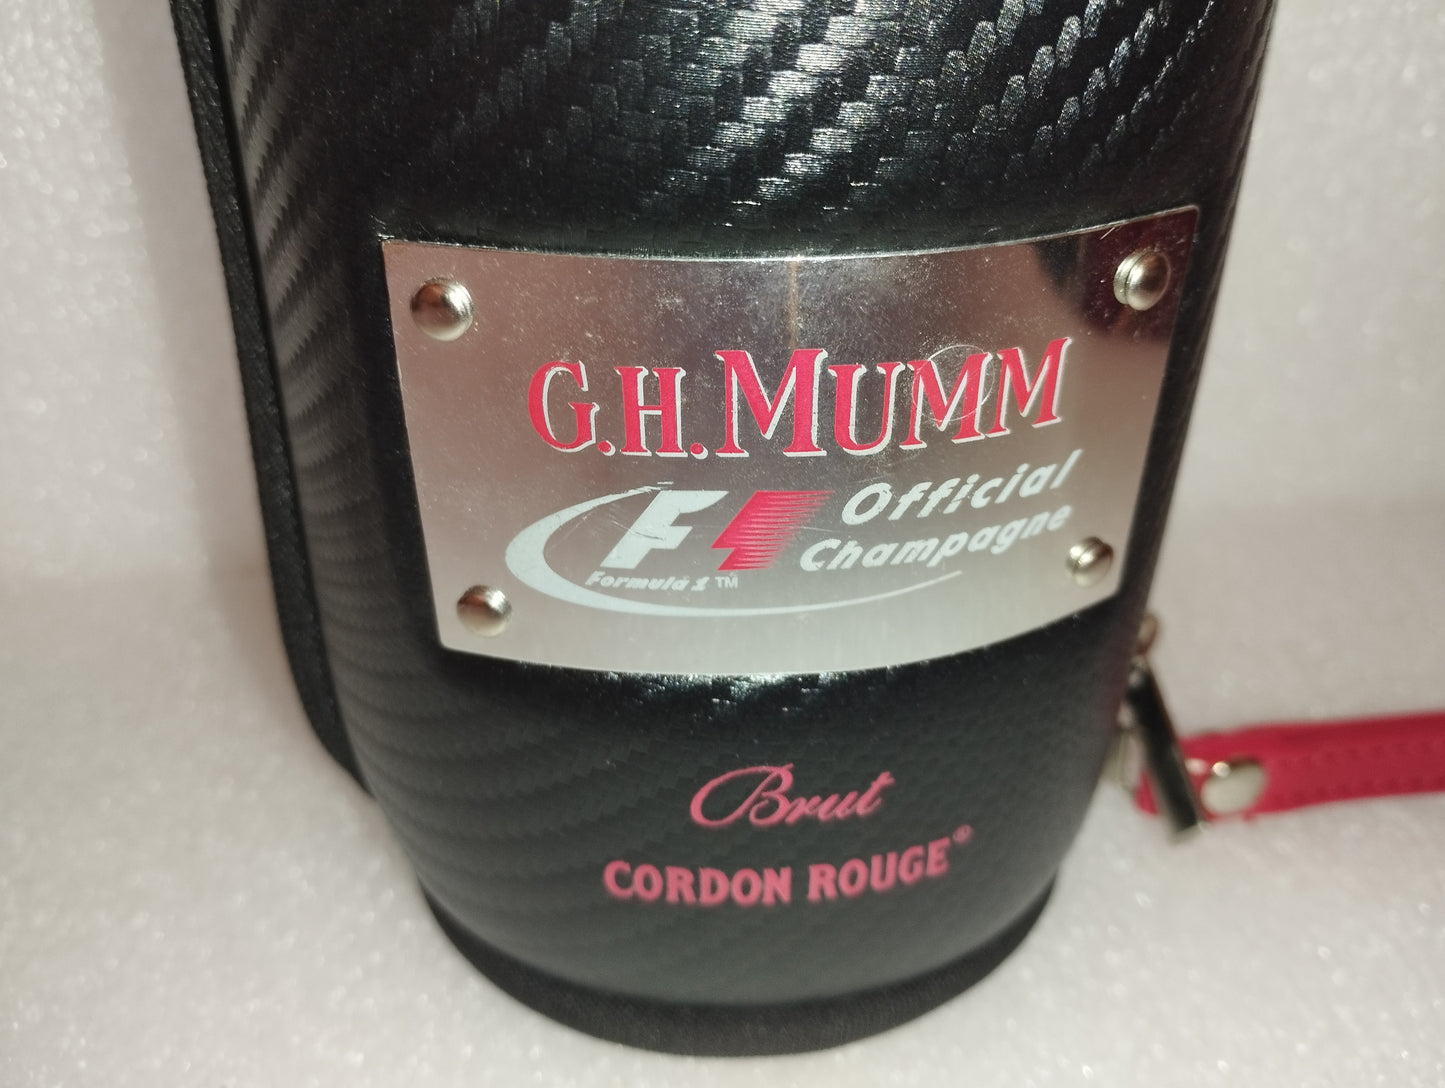 G.H.MUMM
F1 Official
Champagne
Formula 1 ™
Brut
CORDON ROUGE®